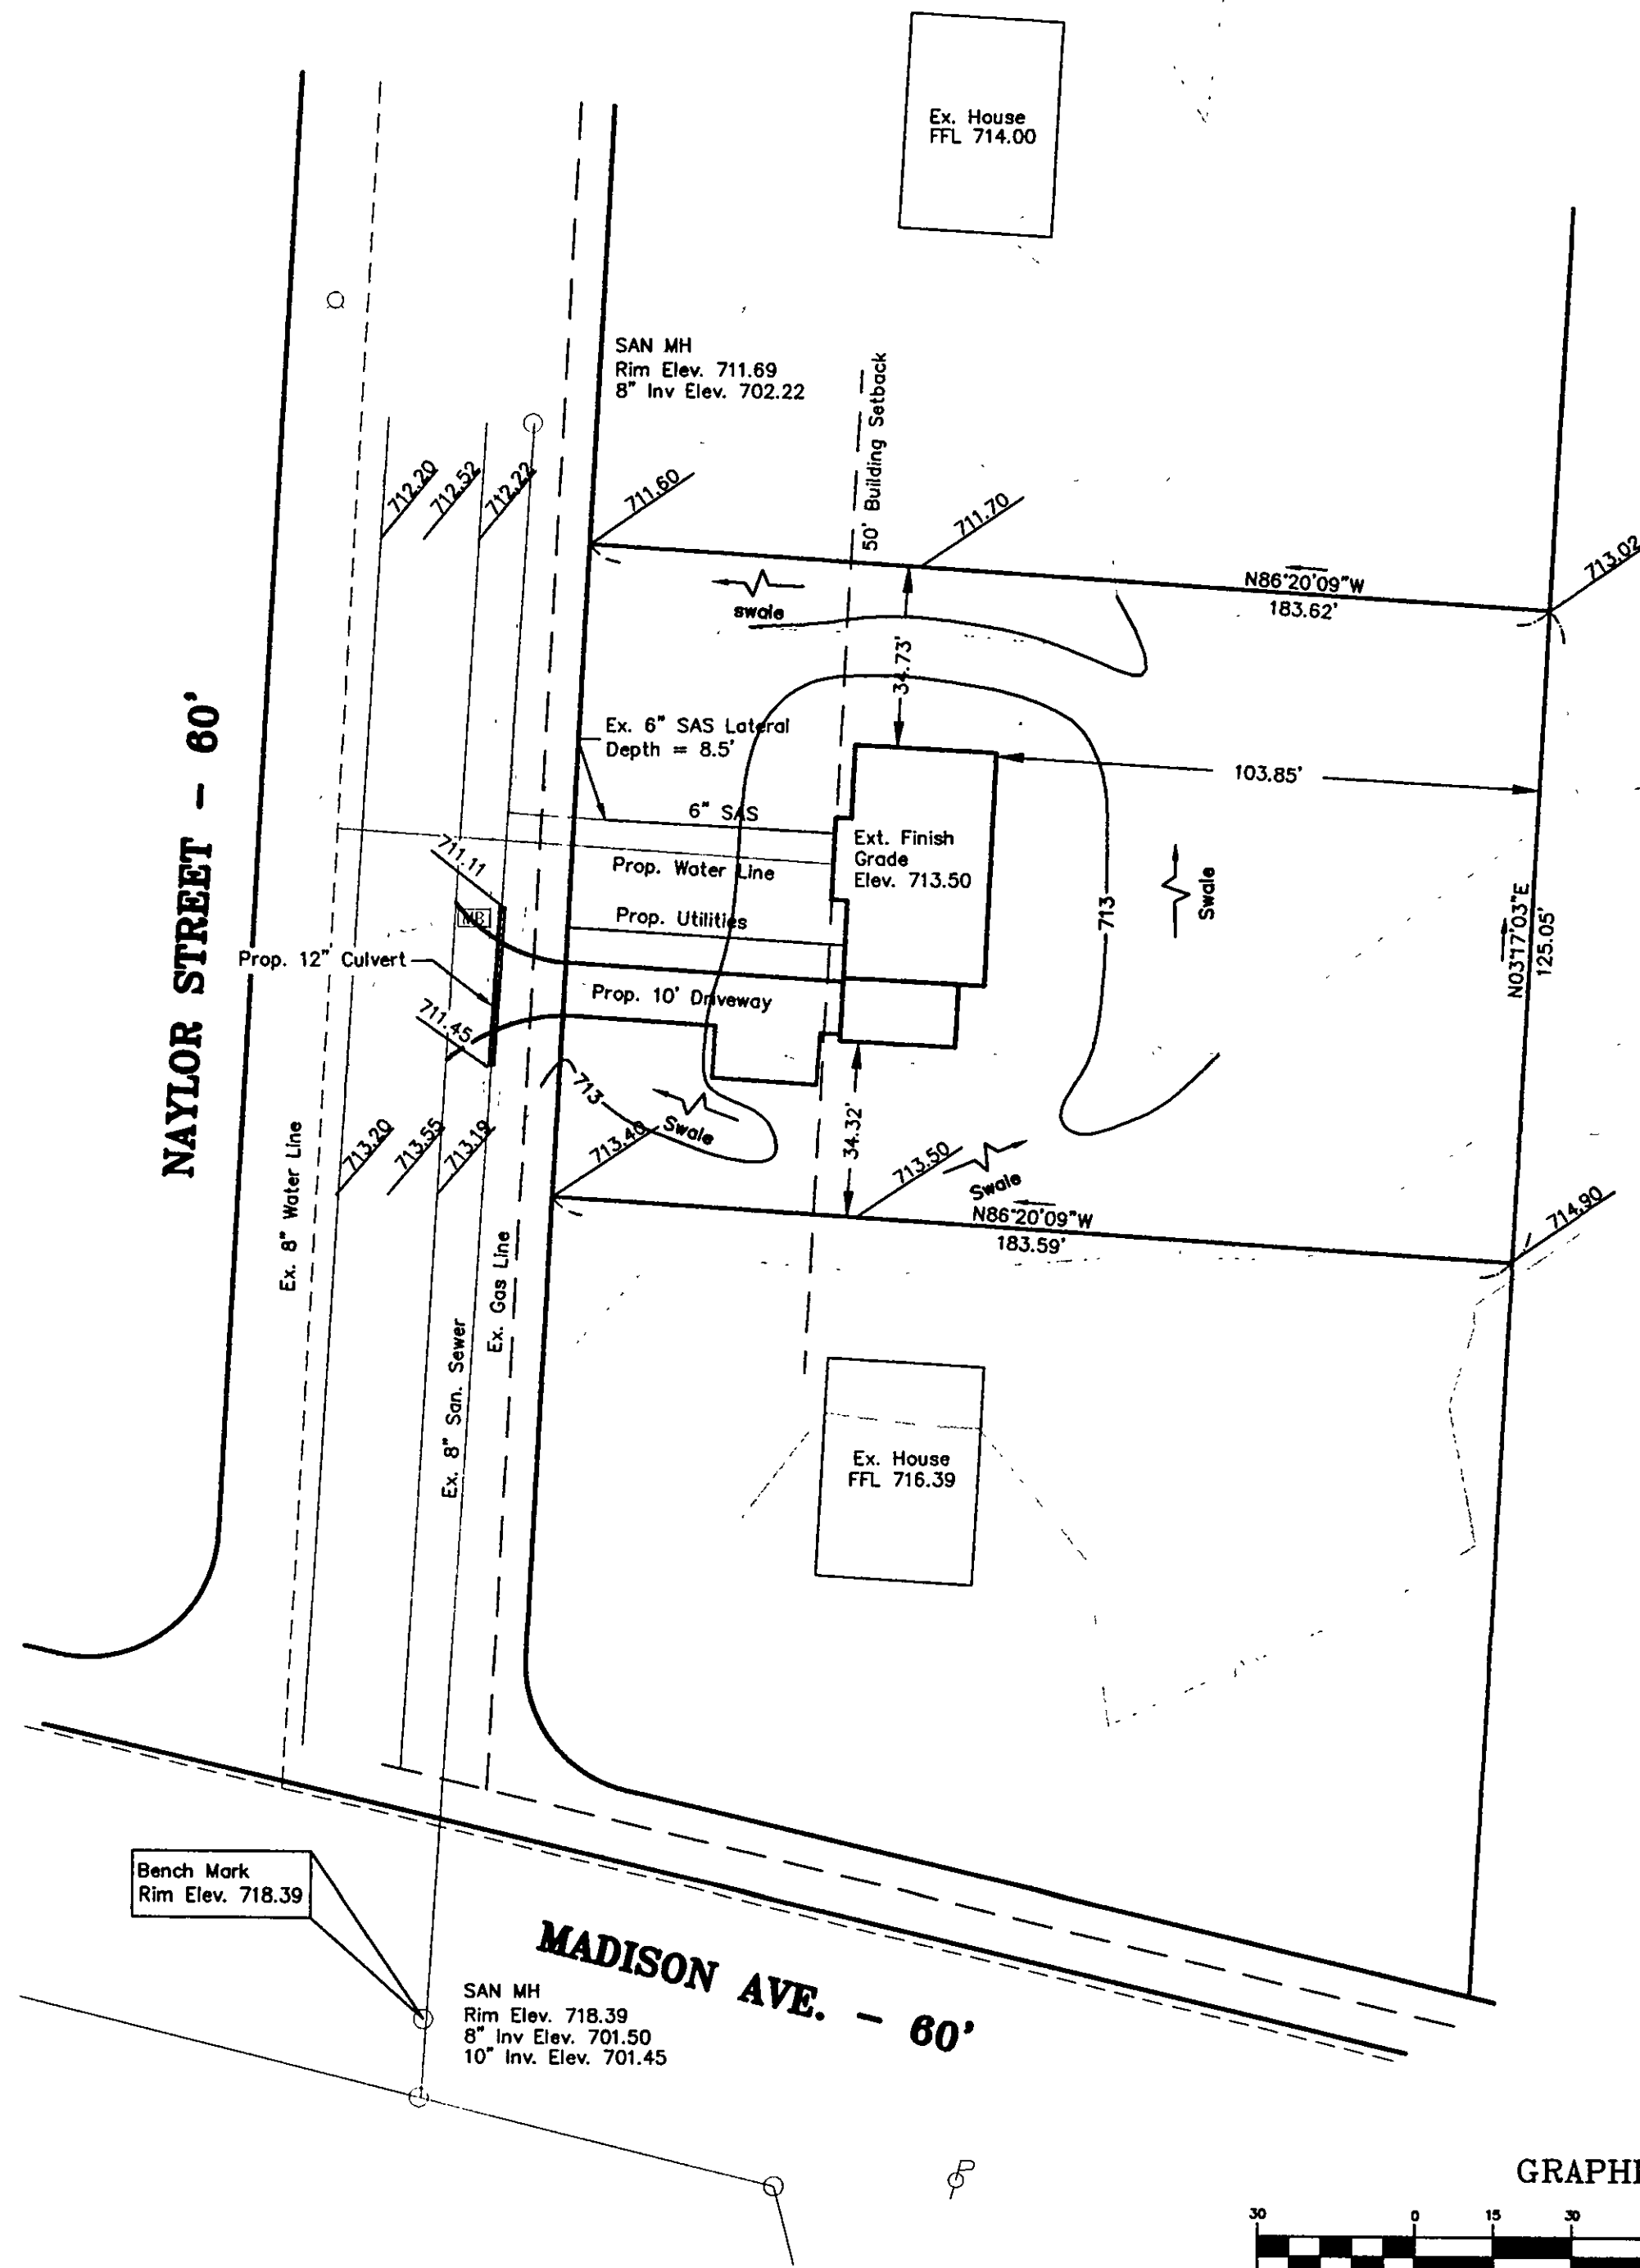 Ex. House
FFL 714.00
SAN MH
Rim Elev. 711.69
8" Inv Elev. 702.22
50' Building Setback
712.20
712.52
712.22
711.60
711.70
713.02
N86°20'09"W
183.62'
swale
34.73'
NAYLOR STREET - 60'
Ex. 6" SAS Lateral
Depth = 8.5'
103.85'
6" SAS
Ext. Finish
Grade
Elev. 713.50
711.11
Prop. Water Line
Swale
713
MB
Prop. Utilities
N03°17'03"E
125.05'
Prop. 12" Culvert
Prop. 10' Driveway
711.45
713
Swale
34.32'
713.20
713.55
713.19
713.40
713.50
Swale
N86°20'09"W
183.59'
714.90
Ex. 8" Water Line
Ex. Gas Line
Ex. 8" San. Sewer
Ex. House
FFL 716.39
Bench Mark
Rim Elev. 718.39
MADISON AVE. - 60'
SAN MH
Rim Elev. 718.39
8" Inv Elev. 701.50
10" Inv. Elev. 701.45
GRAPHI
30 0 15 30